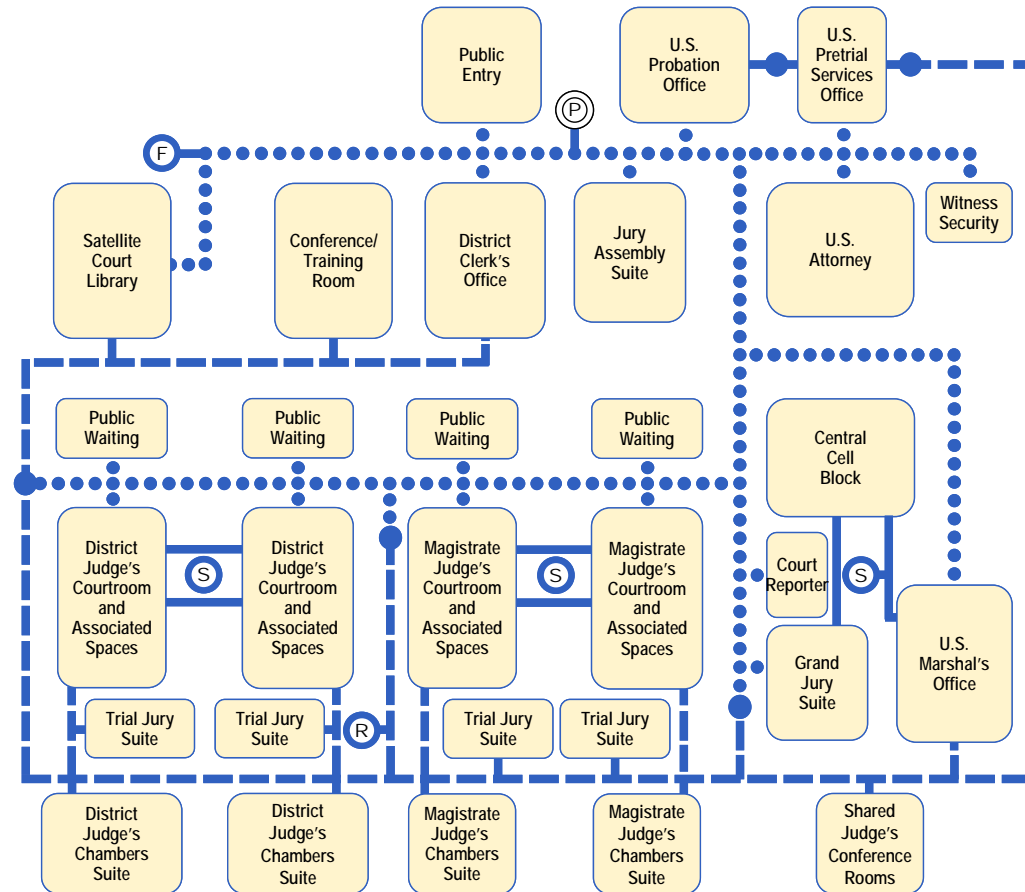 Public
Entry
U.S.
Probation
Office
U.S.
Pretrial
Services
Office
P
F
Satellite
Court
Library
Conference/
Training
Room
District
Clerk's
Office
Jury
Assembly
Suite
U.S.
Attorney
Witness
Security
Public
Waiting
Public
Waiting
Public
Waiting
Public
Waiting
Central
Cell
Block
District
Judge's
Courtroom
and
Associated
Spaces
S
District
Judge's
Courtroom
and
Associated
Spaces
Magistrate
Judge's
Courtroom
and
Associated
Spaces
S
Magistrate
Judge's
Courtroom
and
Associated
Spaces
Court
Reporter
S
Grand
Jury
Suite
U.S.
Marshal's
Office
Trial Jury
Suite
Trial Jury
Suite
R
Trial Jury
Suite
Trial Jury
Suite
District
Judge's
Chambers
Suite
District
Judge's
Chambers
Suite
Magistrate
Judge's
Chambers
Suite
Magistrate
Judge's
Chambers
Suite
Shared
Judge's
Conference
Rooms